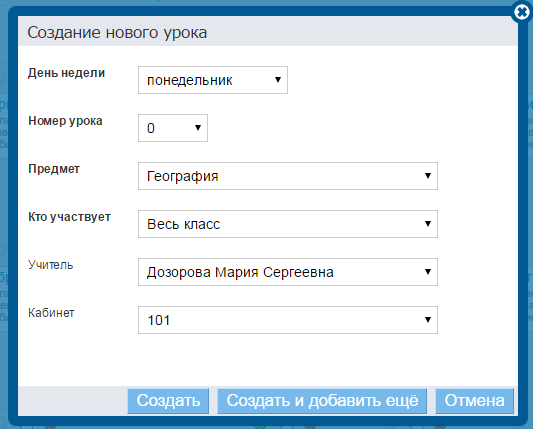 Создание нового урока
День недели понедельник
Номер урока 0
Предмет География
Кто участвует Весь класс
Учитель Дозорова Мария Сергеевна
Кабинет 101
Создать Создать и добавить ещё Отмена